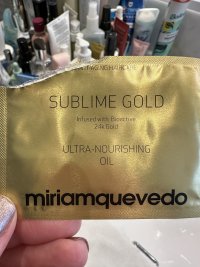 SUBLIME GOLD
Infused with Bioactive
24k Gold
ULTRA-NOURISHING
OIL
miriamquevedo